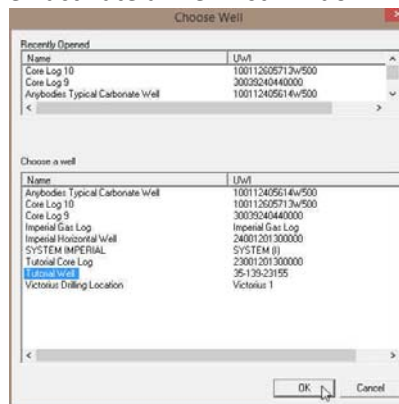 Choose Well
Recently Opened
Name UWI
Core Log 10 100112605713W500
Core Log 9 30039240440000
Anybodies Typical Carbonate Well 100112405614W500
Choose a well
Name UWI
Anybodies Typical Carbonate Well 100112405614W500
Core Log 10 100112605713W500
Core Log 9 30039240440000
Imperial Gas Log Imperial Gas Log
Imperial Horizontal Well 24001201300000
SYSTEM IMPERIAL SYSTEM (I)
Tutorial Core Log 23001201300000
Tutorial Well 35-139-23155
Victorius Drilling Location Victorius 1
OK Cancel